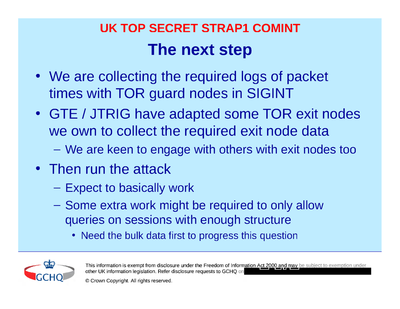 UK TOP SECRET STRAP1 COMINT
The next step
• We are collecting the required logs of packet
times with TOR guard nodes in SIGINT
• GTE / JTRIG have adapted some TOR exit nodes
we own to collect the required exit node data
– We are keen to engage with others with exit nodes too
• Then run the attack
– Expect to basically work
– Some extra work might be required to only allow
queries on sessions with enough structure
• Need the bulk data first to progress this question
GCHQ
This information is exempt from disclosure under the Freedom of Information Act 2000 and may be subject to exemption under
other UK information legislation. Refer disclosure requests to GCHQ on
© Crown Copyright. All rights reserved.